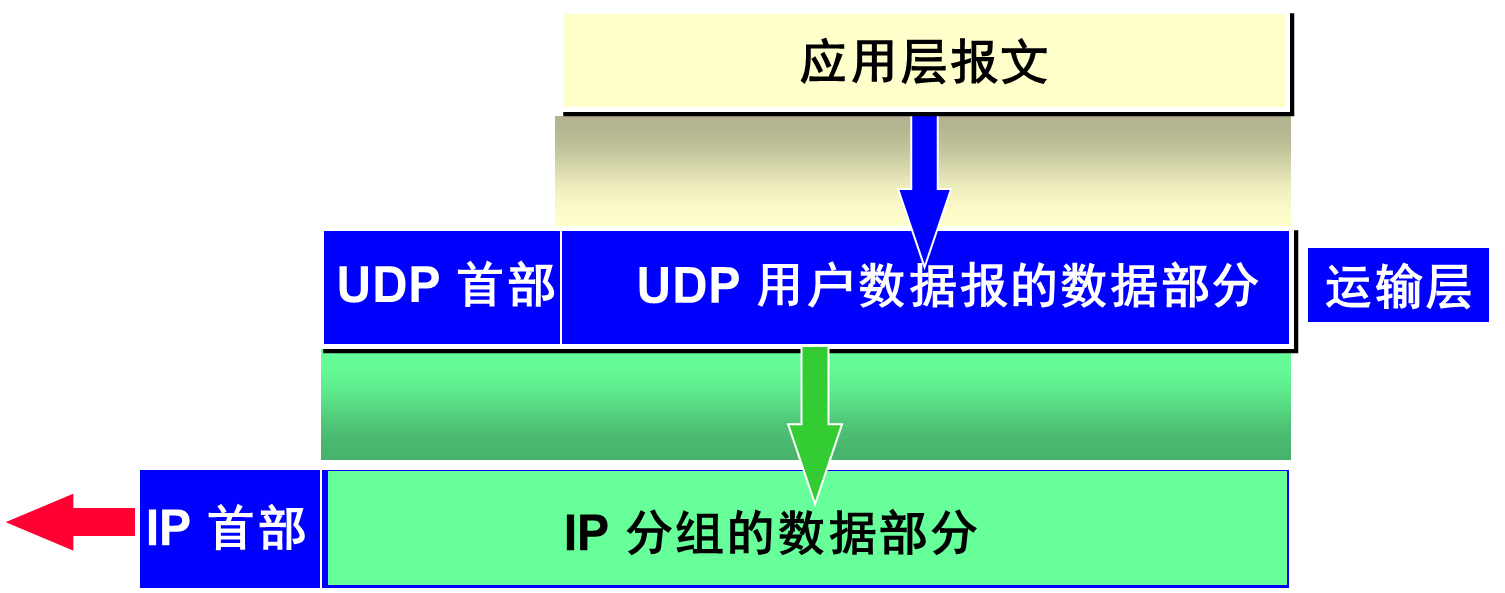 应用层报文
UDP 首部
UDP 用户数据报的数据部分
运输层
IP 首部
IP 分组的数据部分